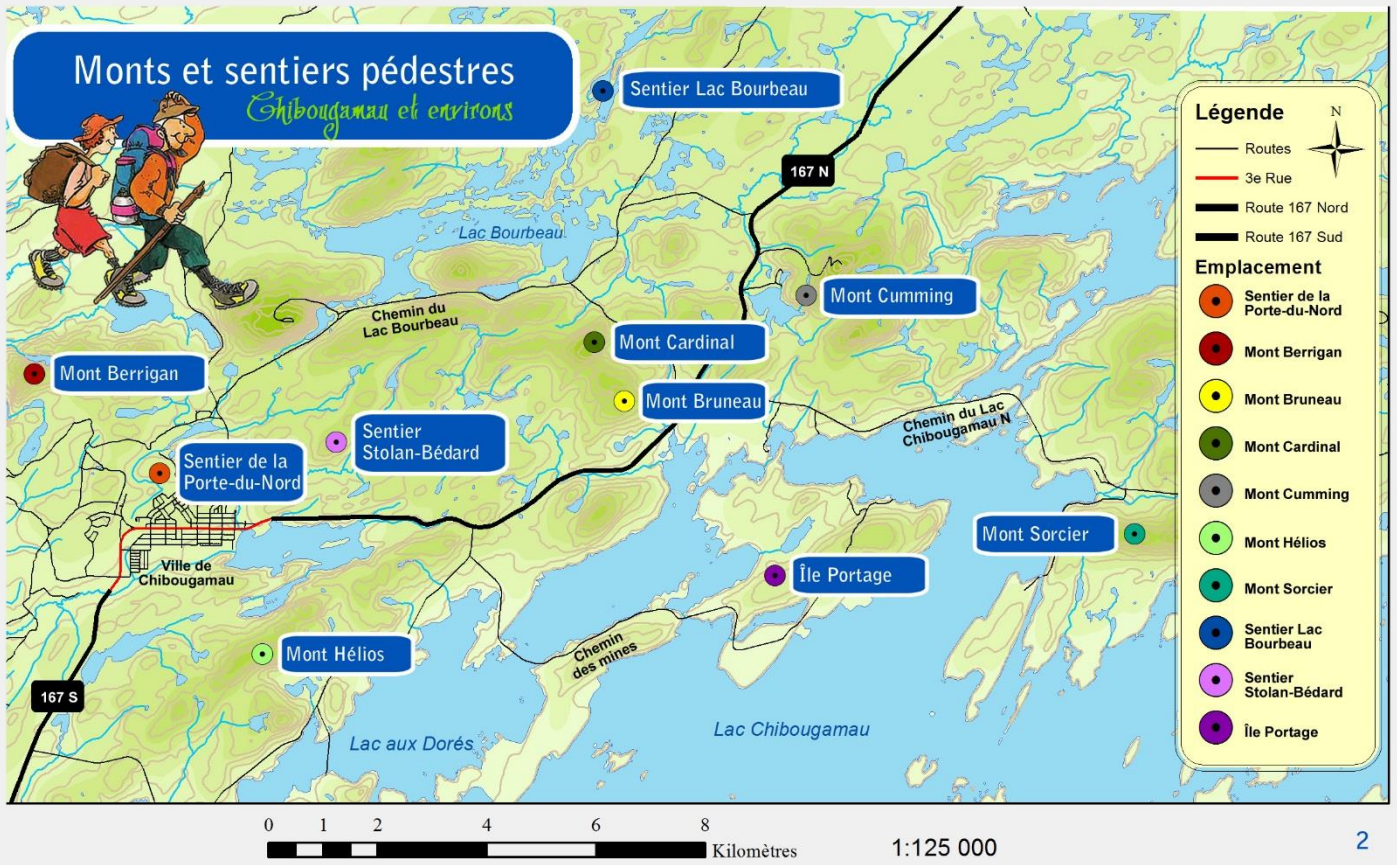 Monts et sentiers pédestres
Chibougamau et environs
Sentier Lac Bourbeau
167 N
Lac Bourbeau
Mont Cumming
Chemin du
Lac Bourbeau
Mont Cardinal
Mont Berrigan
Mont Bruneau
Chemin du Lac
Chibougamau N
Sentier
Stolan-Bédard
Sentier de la
Porte-du-Nord
Mont Sorcier
Ville de
Chibougamau
Île Portage
Mont Hélios
Chemin
des mines
167 S
Lac aux Dorés
Lac Chibougamau
Légende
N
Routes
3e Rue
Route 167 Nord
Route 167 Sud
Emplacement
Sentier de la
Porte-du-Nord
Mont Berrigan
Mont Bruneau
Mont Cardinal
Mont Cumming
Mont Hélios
Mont Sorcier
Sentier Lac
Bourbeau
Sentier
Stolan-Bédard
Île Portage
0 1 2 4 6 8
Kilomètres
1:125 000
2